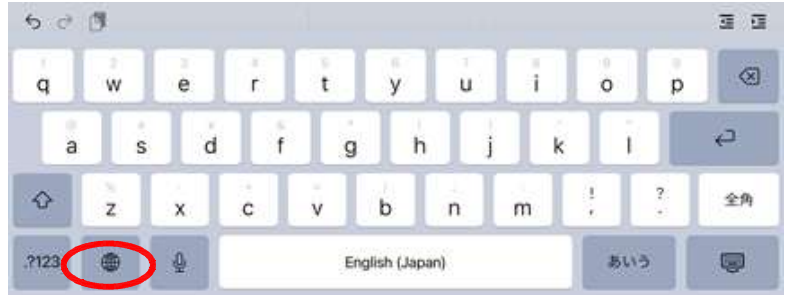 q w e r t y u i o p
a s d f g h j k l
z x c v b n m ! , ? . 全角
.?123 English (Japan) あいう